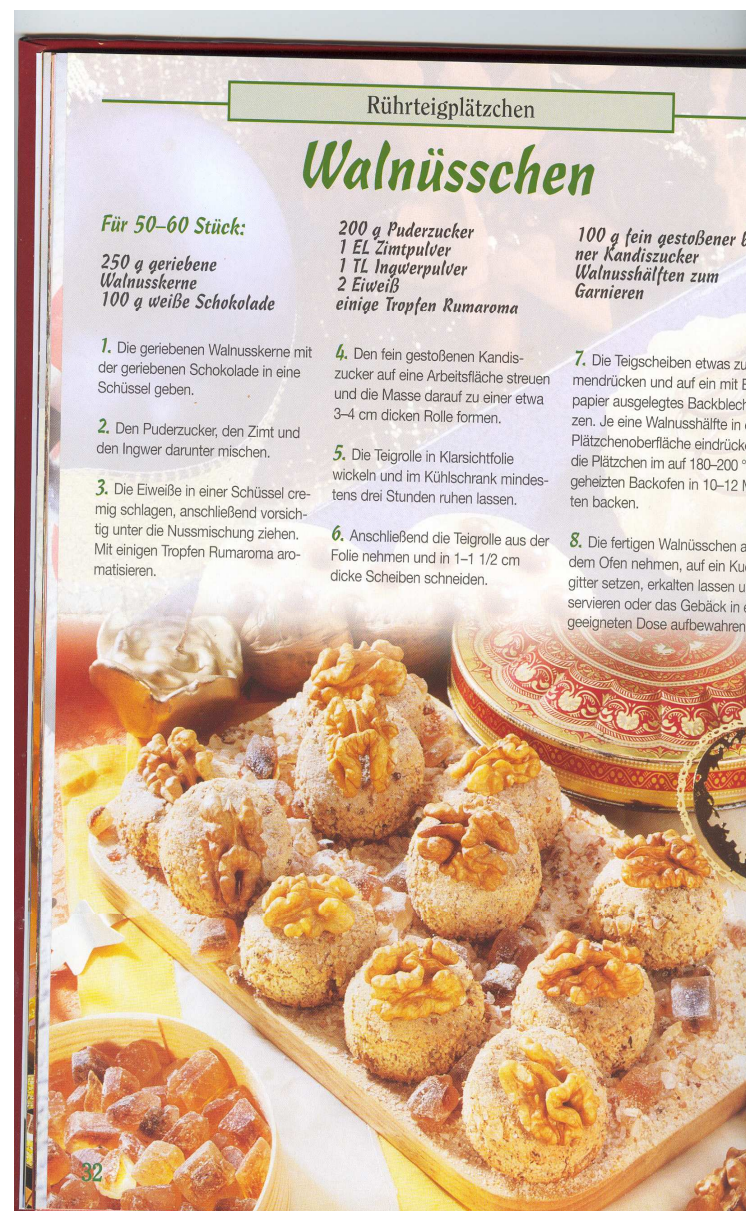 Rührteigplätzchen
Walnüsschen
Für 50–60 Stück:
250 g geriebene
Walnusskerne
100 g weiße Schokolade
200 g Puderzucker
1 EL Zimtpulver
1 TL Ingwerpulver
2 Eiweiß
einige Tropfen Rumaroma
100 g fein gestoßener
ner Kandiszucker
Walnusshälften zum
Garnieren
1. Die geriebenen Walnusskerne mit
der geriebenen Schokolade in eine
Schüssel geben.
2. Den Puderzucker, den Zimt und
den Ingwer darunter mischen.
3. Die Eiweiße in einer Schüssel cre-
mig schlagen, anschließend vorsich-
tig unter die Nussmischung ziehen.
Mit einigen Tropfen Rumaroma aro-
matisieren.
4. Den fein gestoßenen Kandis-
zucker auf eine Arbeitsfläche streuen
und die Masse darauf zu einer etwa
3–4 cm dicken Rolle formen.
5. Die Teigrolle in Klarsichtfolie
wickeln und im Kühlschrank mindes-
tens drei Stunden ruhen lassen.
6. Anschließend die Teigrolle aus der
Folie nehmen und in 1–1 1/2 cm
dicke Scheiben schneiden.
7. Die Teigscheiben etwas zu
mendrücken und auf ein mit
papier ausgelegtes Backblech
zen. Je eine Walnusshälfte in
Plätzchenoberfläche eindrücke
die Plätzchen im auf 180–200 °
geheizten Backofen in 10–12
ten backen.
8. Die fertigen Walnüsschen a
dem Ofen nehmen, auf ein Ku
gitter setzen, erkalten lassen u
servieren oder das Gebäck in
geeigneten Dose aufbewahren
32